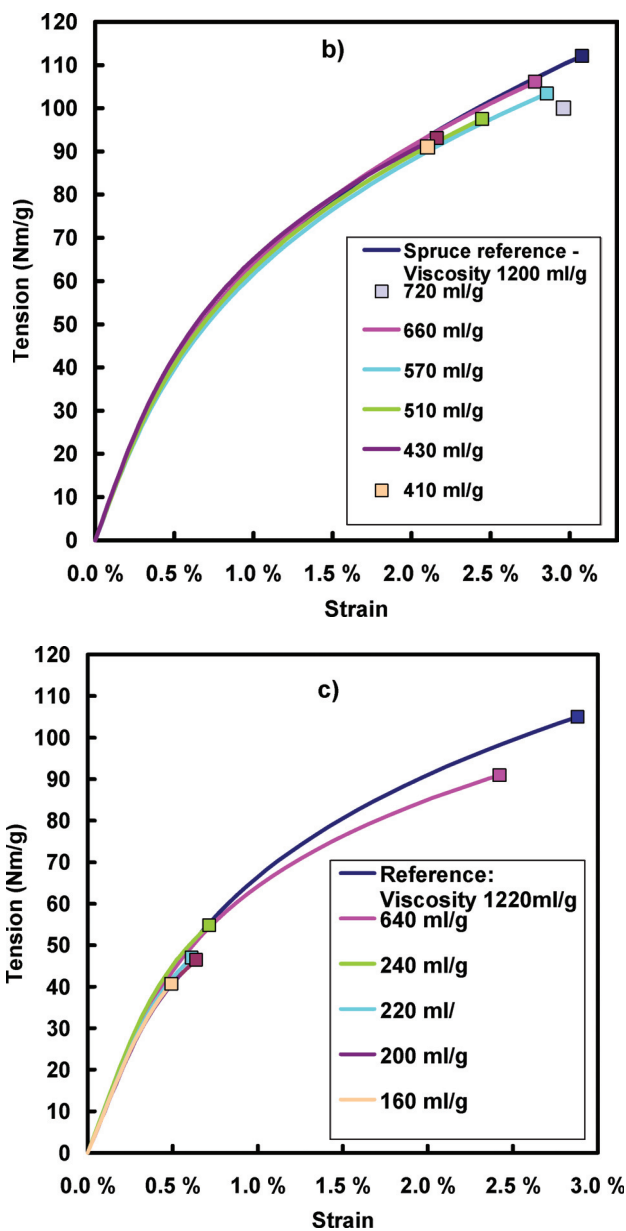 b)
120
110
100
90
80
70
60
50
40
30
20
10
0
Tension (Nm/g)
Spruce reference -
Viscosity 1200 ml/g
720 ml/g
660 ml/g
570 ml/g
510 ml/g
430 ml/g
410 ml/g
0.0 % 0.5 % 1.0 % 1.5 % 2.0 % 2.5 % 3.0 %
Strain
c)
120
110
100
90
80
70
60
50
40
30
20
10
0
Tension (Nm/g)
Reference:
Viscosity 1220ml/g
640 ml/g
240 ml/g
220 ml/
200 ml/g
160 ml/g
0.0 % 0.5 % 1.0 % 1.5 % 2.0 % 2.5 % 3.0 %
Strain